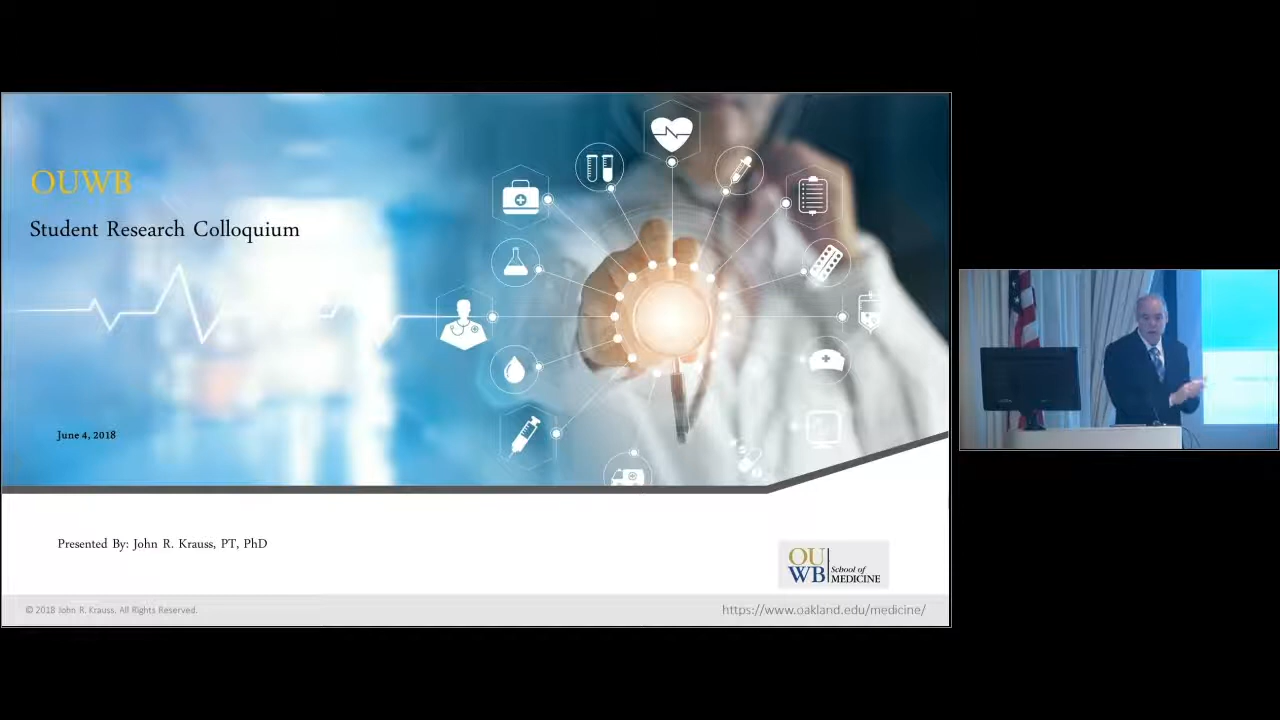 OUWB
Student Research Colloquium
June 4, 2018
Presented By: John R. Krauss, PT, PhD
OU
WB School of
MEDICINE
© 2018 John R. Krauss. All Rights Reserved.
https://www.oakland.edu/medicine/